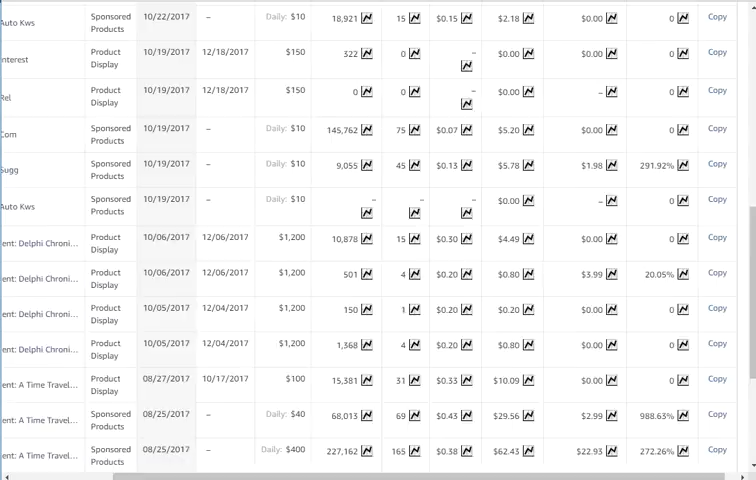 Auto Kws Sponsored Products 10/22/2017 – Daily: $10 18,921 15 $0.15 $2.18 $0.00 0 Copy
nterest Product Display 10/19/2017 12/18/2017 $150 322 0 – $0.00 $0.00 0 Copy
Rel Product Display 10/19/2017 12/18/2017 $150 0 0 – $0.00 – 0 Copy
Com Sponsored Products 10/19/2017 – Daily: $10 145,762 75 $0.07 $5.20 $0.00 0 Copy
Sugg Sponsored Products 10/19/2017 – Daily: $10 9,055 45 $0.13 $5.78 $1.98 291.92% Copy
Auto Kws Sponsored Products 10/19/2017 – Daily: $10 – – – $0.00 – 0 Copy
ent: Delphi Chroni... Product Display 10/06/2017 12/06/2017 $1,200 10,878 15 $0.30 $4.49 $0.00 0 Copy
ent: Delphi Chroni... Product Display 10/06/2017 12/06/2017 $1,200 501 4 $0.20 $0.80 $3.99 20.05% Copy
ent: Delphi Chroni... Product Display 10/05/2017 12/04/2017 $1,200 150 1 $0.20 $0.20 $0.00 0 Copy
ent: Delphi Chroni... Product Display 10/05/2017 12/04/2017 $1,200 1,368 4 $0.20 $0.80 $0.00 0 Copy
ent: A Time Travel... Product Display 08/27/2017 10/17/2017 $100 15,381 31 $0.33 $10.09 $0.00 0 Copy
ent: A Time Travel... Sponsored Products 08/25/2017 – Daily: $40 68,013 69 $0.43 $29.56 $2.99 988.63% Copy
ent: A Time Travel... Sponsored Products 08/25/2017 – Daily: $400 227,162 165 $0.38 $62.43 $22.93 272.26% Copy